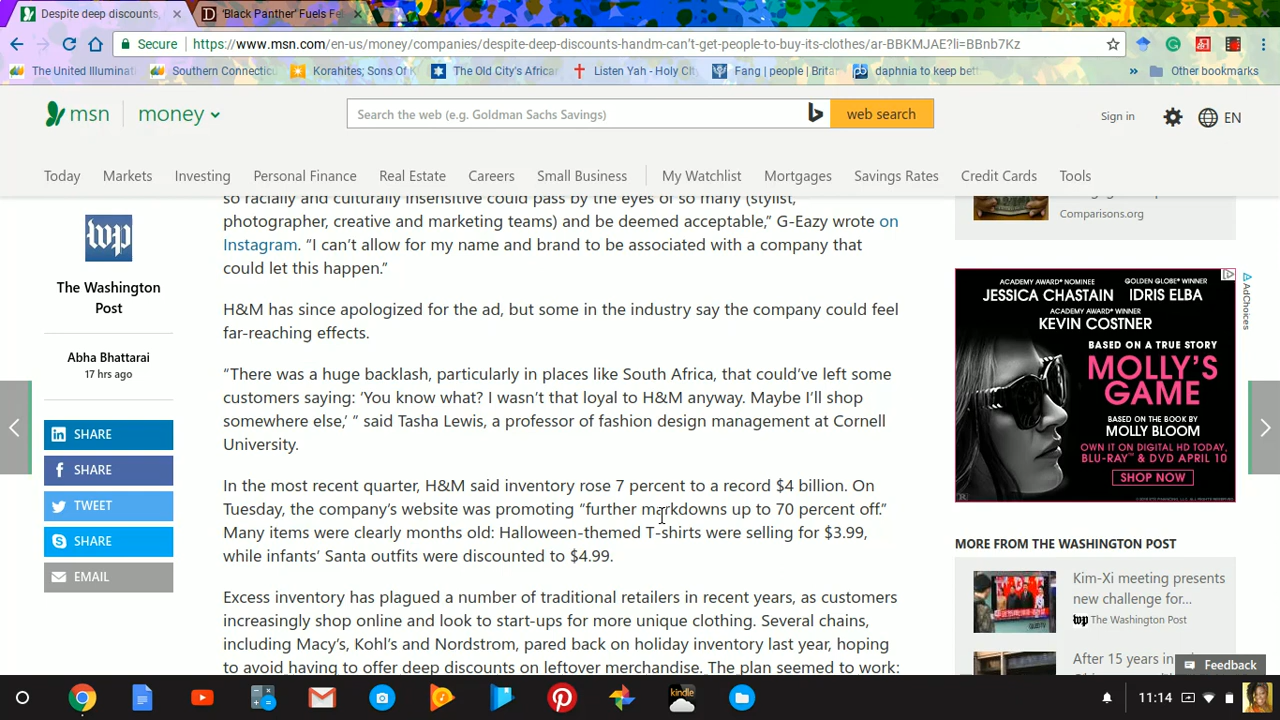 Despite deep discounts,
'Black Panther' Fuels Fe
Secure
https://www.msn.com/en-us/money/companies/despite-deep-discounts-handm-can't-get-people-to-buy-its-clothes/ar-BBKMJAE?li=BBnb7Kz
The United Illuminat
Southern Connecticu
Korahites; Sons Of K
The Old City's Africar
Listen Yah - Holy Cit
Fang | people | Britan
daphnia to keep bett
»
Other bookmarks
msn
money
Search the web (e.g. Goldman Sachs Savings)
web search
Sign in
EN
Today
Markets
Investing
Personal Finance
Real Estate
Careers
Small Business
My Watchlist
Mortgages
Savings Rates
Credit Cards
Tools
wp
The Washington
Post
Abha Bhattarai
17 hrs ago
SHARE
SHARE
TWEET
SHARE
EMAIL
so racially and culturally insensitive could pass by the eyes of so many (stylist,
photographer, creative and marketing teams) and be deemed acceptable,” G-Eazy wrote on
Instagram. “I can’t allow for my name and brand to be associated with a company that
could let this happen.”
H&M has since apologized for the ad, but some in the industry say the company could feel
far-reaching effects.
“There was a huge backlash, particularly in places like South Africa, that could’ve left some
customers saying: ‘You know what? I wasn’t that loyal to H&M anyway. Maybe I’ll shop
somewhere else,’ ” said Tasha Lewis, a professor of fashion design management at Cornell
University.
In the most recent quarter, H&M said inventory rose 7 percent to a record $4 billion. On
Tuesday, the company’s website was promoting “further markdowns up to 70 percent off.”
Many items were clearly months old: Halloween-themed T-shirts were selling for $3.99,
while infants’ Santa outfits were discounted to $4.99.
Excess inventory has plagued a number of traditional retailers in recent years, as customers
increasingly shop online and look to start-ups for more unique clothing. Several chains,
including Macy’s, Kohl’s and Nordstrom, pared back on holiday inventory last year, hoping
to avoid having to offer deep discounts on leftover merchandise. The plan seemed to work:
Comparisons.org
AdChoices
ACADEMY AWARD® NOMINEE
JESSICA CHASTAIN
GOLDEN GLOBE® WINNER
IDRIS ELBA
ACADEMY AWARD® WINNER
KEVIN COSTNER
BASED ON A TRUE STORY
MOLLY'S
GAME
BASED ON THE BOOK BY
MOLLY BLOOM
OWN IT ON DIGITAL HD TODAY,
BLU-RAY™ & DVD APRIL 10
SHOP NOW
MORE FROM THE WASHINGTON POST
Kim-Xi meeting presents
new challenge for...
wp The Washington Post
After 15 years in
Feedback
kindle
11:14